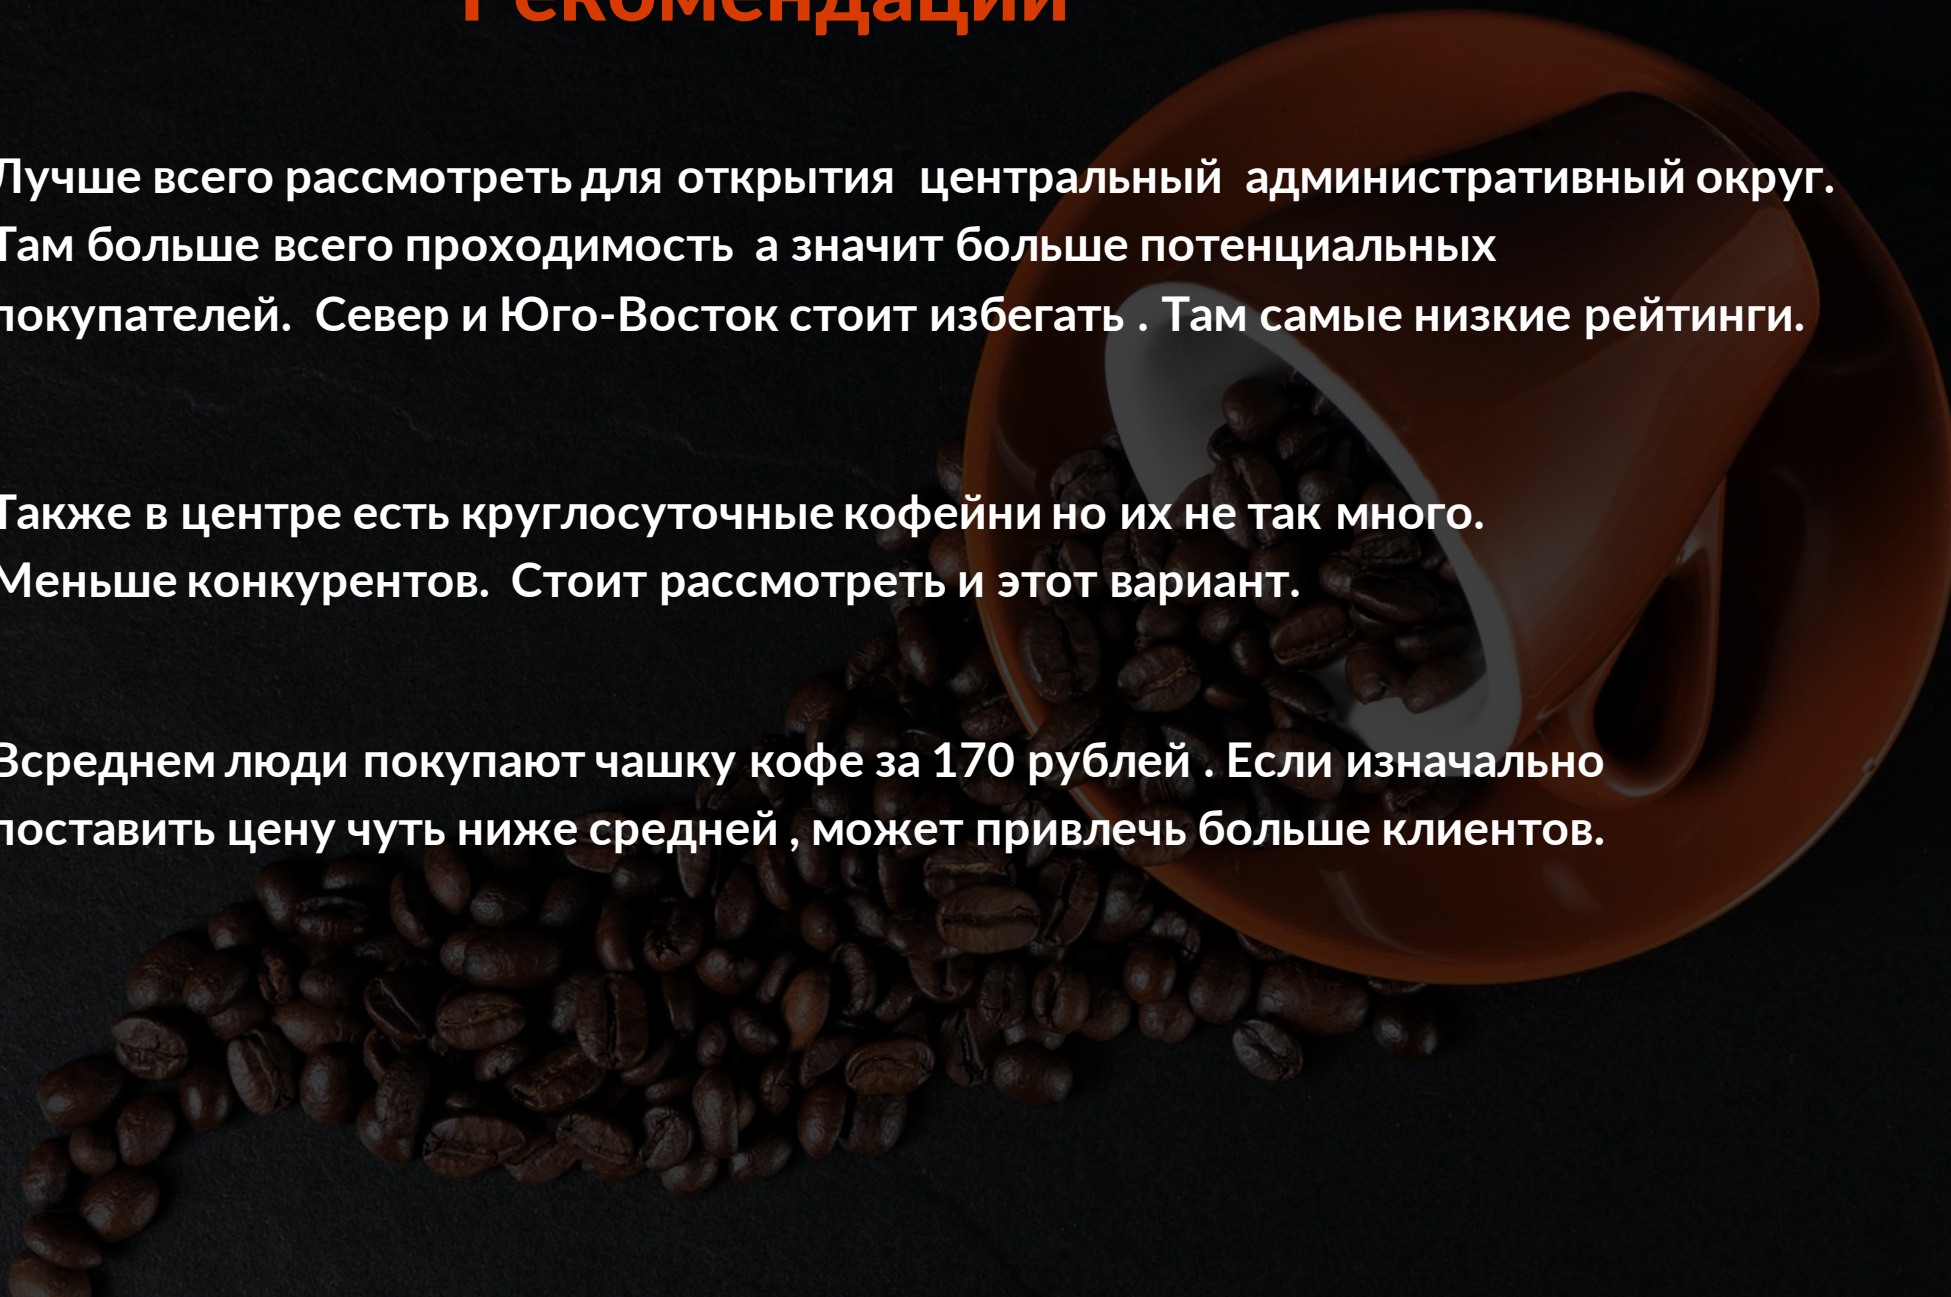 Рекомендации
Лучше всего рассмотреть для открытия центральный административный округ.
Там больше всего проходимость а значит больше потенциальных
покупателей. Север и Юго-Восток стоит избегать . Там самые низкие рейтинги.
Также в центре есть круглосуточные кофейни но их не так много.
Меньше конкурентов. Стоит рассмотреть и этот вариант.
Всреднем люди покупают чашку кофе за 170 рублей . Если изначально
поставить цену чуть ниже средней , может привлечь больше клиентов.